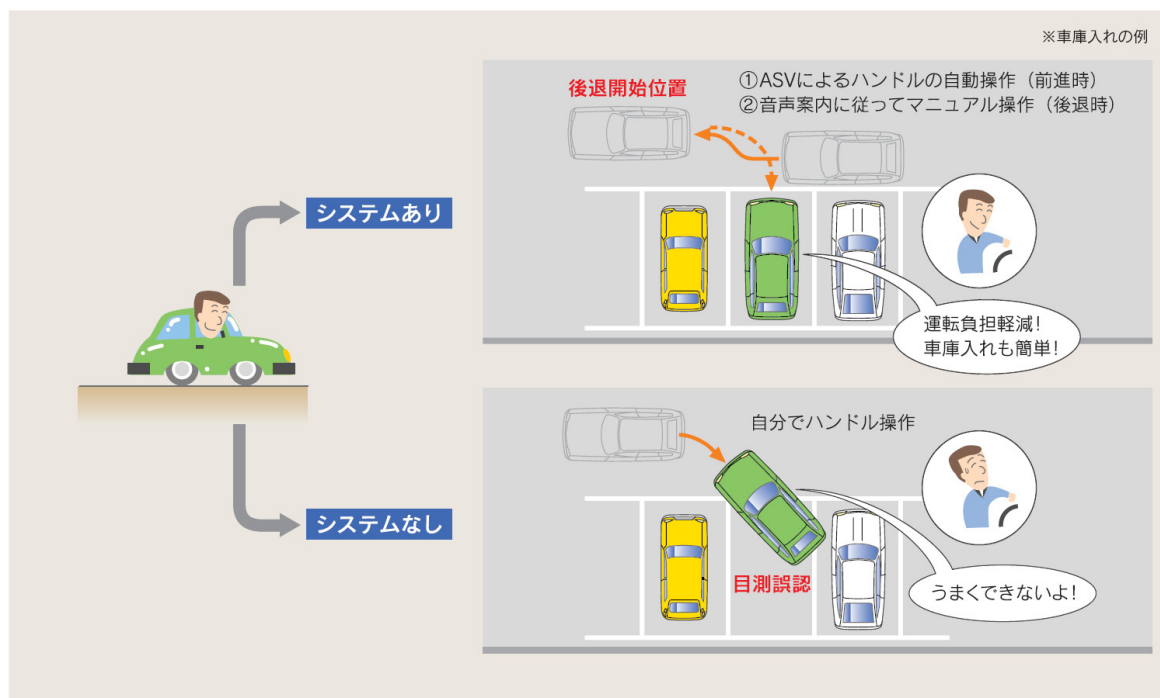 ※車庫入れの例
後退開始位置
①ASVによるハンドルの自動操作（前進時）
②音声案内に従ってマニュアル操作（後退時）
システムあり
運転負担軽減！
車庫入れも簡単！
自分でハンドル操作
システムなし
目測誤認
うまくできないよ！